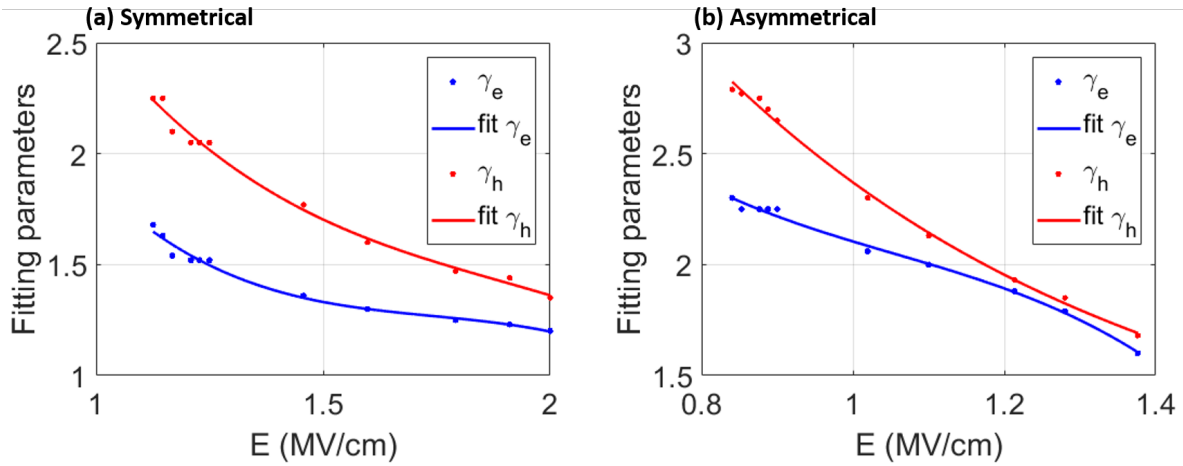 (a) Symmetrical
2.5
2
1.5
1
Fitting parameters
1
1.5
2
E (MV/cm)
γe
fit γe
γh
fit γh
(b) Asymmetrical
3
2.5
2
1.5
Fitting parameters
0.8
1
1.2
1.4
E (MV/cm)
γe
fit γe
γh
fit γh